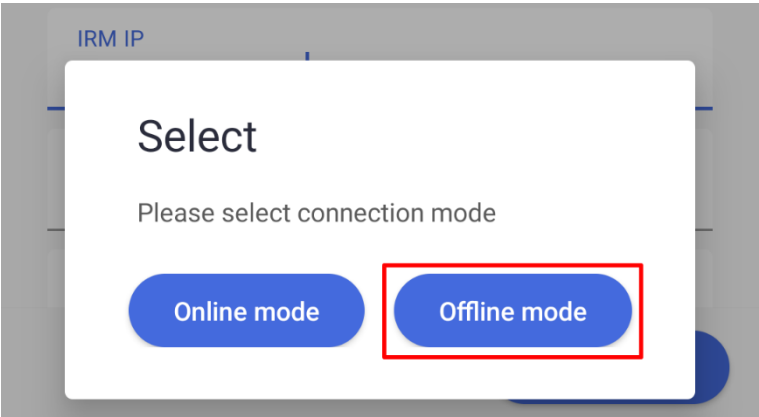 IRM IP
Select
Please select connection mode
Online mode
Offline mode